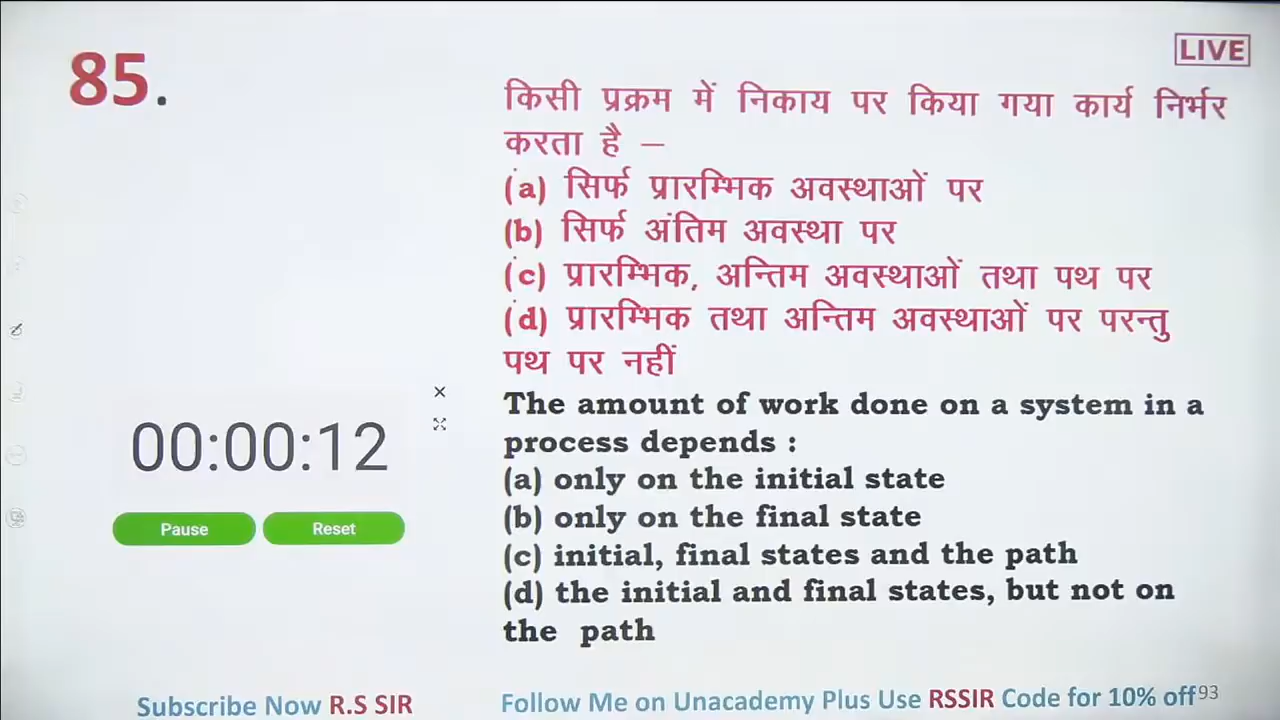 85.
LIVE
किसी प्रक्रम में निकाय पर किया गया कार्य निर्भर
करता है –
(a) सिर्फ प्रारम्भिक अवस्थाओं पर
(b) सिर्फ अंतिम अवस्था पर
(c) प्रारम्भिक, अन्तिम अवस्थाओं तथा पथ पर
(d) प्रारम्भिक तथा अन्तिम अवस्थाओं पर परन्तु
पथ पर नहीं
The amount of work done on a system in a
process depends :
(a) only on the initial state
(b) only on the final state
(c) initial, final states and the path
(d) the initial and final states, but not on
the path
00:00:12
Pause Reset
Subscribe Now R.S SIR
Follow Me on Unacademy Plus Use RSSIR Code for 10% off 93